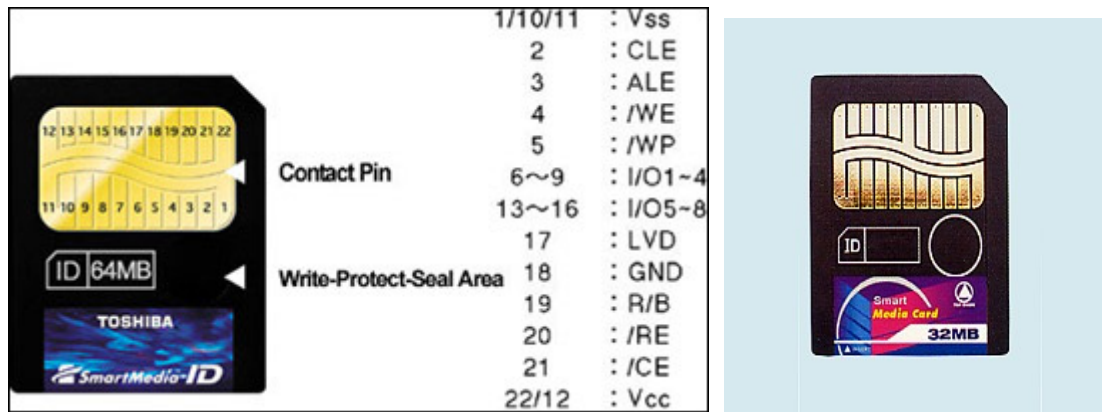 1/10/11 : Vss
2 : CLE
3 : ALE
4 : /WE
5 : /WP
6~9 : I/O1~4
13~16 : I/O5~8
17 : LVD
18 : GND
19 : R/B
20 : /RE
21 : /CE
22/12 : Vcc
12 13 14 15 16 17 18 19 20 21 22
Contact Pin
11 10 9 8 7 6 5 4 3 2 1
ID 64MB
Write-Protect-Seal Area
TOSHIBA
SmartMedia-ID
ID
Smart
Media Card
32MB